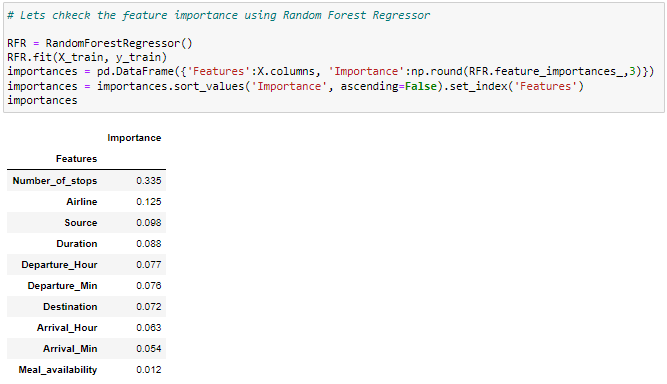 # Lets chkeck the feature importance using Random Forest Regressor
RFR = RandomForestRegressor()
RFR.fit(X_train, y_train)
importances = pd.DataFrame({'Features':X.columns, 'Importance':np.round(RFR.feature_importances_,3)})
importances = importances.sort_values('Importance', ascending=False).set_index('Features')
importances
Importance
Features
Number_of_stops 0.335
Airline 0.125
Source 0.098
Duration 0.088
Departure_Hour 0.077
Departure_Min 0.076
Destination 0.072
Arrival_Hour 0.063
Arrival_Min 0.054
Meal_availability 0.012